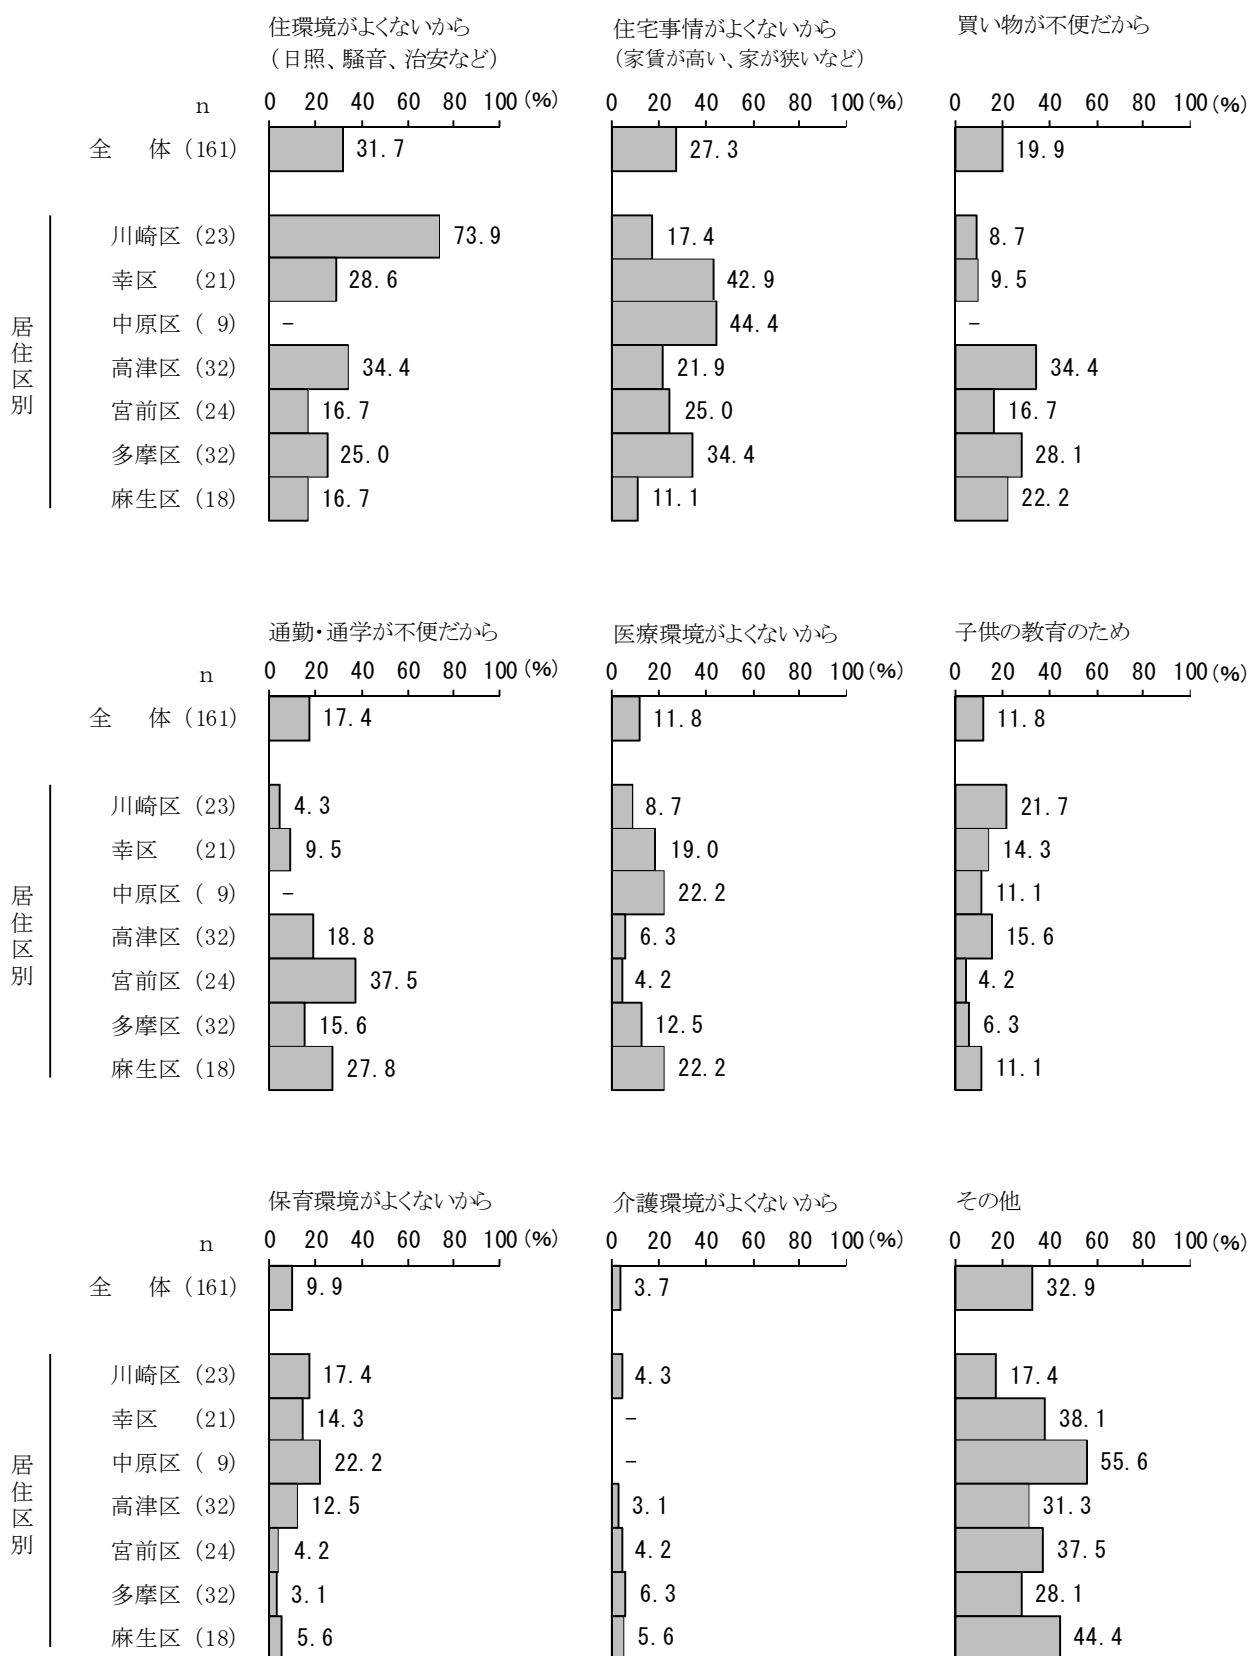 住環境がよくないから 住宅事情がよくないから 買い物が不便だから
（日照、騒音、治安など） （家賃が高い、家が狭いなど）
n 0 20 40 60 80 100(%) 0 20 40 60 80 100(%) 0 20 40 60 80 100(%)
全 体 (161) 31.7 27.3 19.9
居住区別
川崎区 (23) 73.9 17.4 8.7
幸区 (21) 28.6 42.9 9.5
中原区 ( 9) － 44.4 －
高津区 (32) 34.4 21.9 34.4
宮前区 (24) 16.7 25.0 16.7
多摩区 (32) 25.0 34.4 28.1
麻生区 (18) 16.7 11.1 22.2
通勤・通学が不便だから 医療環境がよくないから 子供の教育のため
n 0 20 40 60 80 100(%) 0 20 40 60 80 100(%) 0 20 40 60 80 100(%)
全 体 (161) 17.4 11.8 11.8
居住区別
川崎区 (23) 4.3 8.7 21.7
幸区 (21) 9.5 19.0 14.3
中原区 ( 9) － 22.2 11.1
高津区 (32) 18.8 6.3 15.6
宮前区 (24) 37.5 4.2 4.2
多摩区 (32) 15.6 12.5 6.3
麻生区 (18) 27.8 22.2 11.1
保育環境がよくないから 介護環境がよくないから その他
n 0 20 40 60 80 100(%) 0 20 40 60 80 100(%) 0 20 40 60 80 100(%)
全 体 (161) 9.9 3.7 32.9
居住区別
川崎区 (23) 17.4 4.3 17.4
幸区 (21) 14.3 － 38.1
中原区 ( 9) 22.2 － 55.6
高津区 (32) 12.5 3.1 31.3
宮前区 (24) 4.2 4.2 37.5
多摩区 (32) 3.1 6.3 28.1
麻生区 (18) 5.6 5.6 44.4